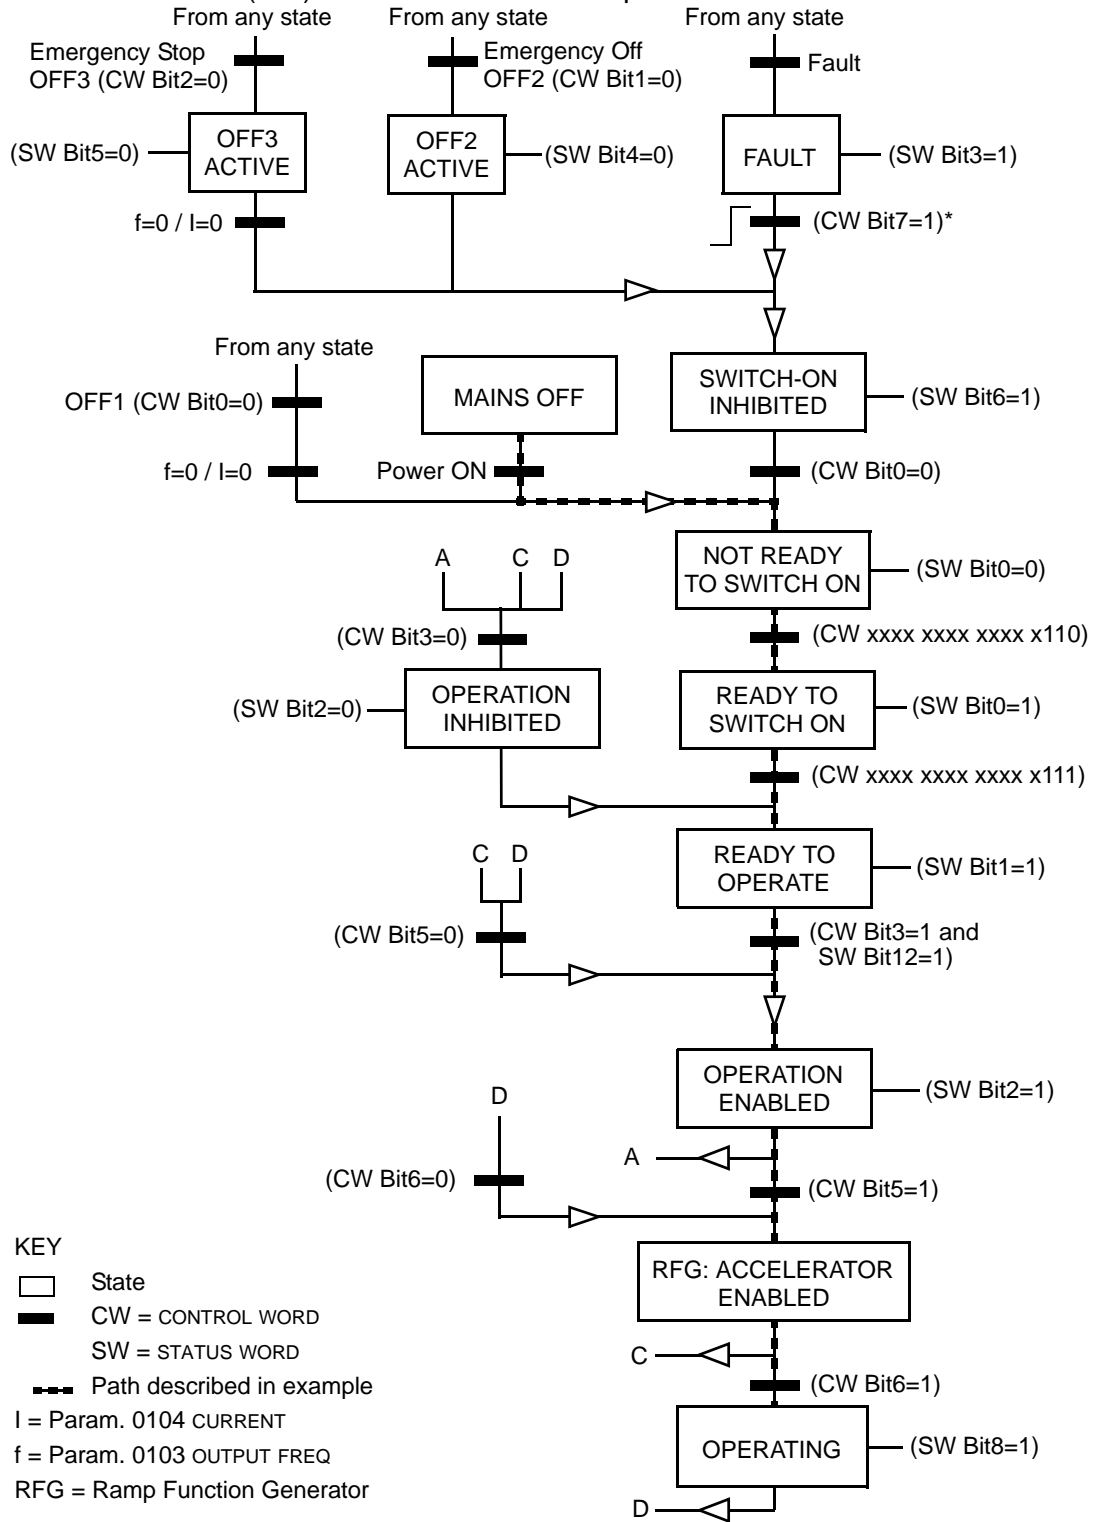 From any state
From any state
From any state
Emergency Stop
OFF3 (CW Bit2=0)
Emergency Off
OFF2 (CW Bit1=0)
Fault
(SW Bit5=0)
OFF3
ACTIVE
OFF2
ACTIVE
(SW Bit4=0)
FAULT
(SW Bit3=1)
f=0 / I=0
(CW Bit7=1)*
From any state
OFF1 (CW Bit0=0)
MAINS OFF
SWITCH-ON
INHIBITED
(SW Bit6=1)
f=0 / I=0
Power ON
(CW Bit0=0)
A
C
D
NOT READY
TO SWITCH ON
(SW Bit0=0)
(CW Bit3=0)
(CW xxxx xxxx xxxx x110)
(SW Bit2=0)
OPERATION
INHIBITED
READY TO
SWITCH ON
(SW Bit0=1)
(CW xxxx xxxx xxxx x111)
C
D
READY TO
OPERATE
(SW Bit1=1)
(CW Bit5=0)
(CW Bit3=1 and
SW Bit12=1)
OPERATION
ENABLED
(SW Bit2=1)
D
A
(CW Bit6=0)
(CW Bit5=1)
RFG: ACCELERATOR
ENABLED
C
(CW Bit6=1)
OPERATING
(SW Bit8=1)
D
KEY
State
CW = CONTROL WORD
SW = STATUS WORD
Path described in example
I = Param. 0104 CURRENT
f = Param. 0103 OUTPUT FREQ
RFG = Ramp Function Generator